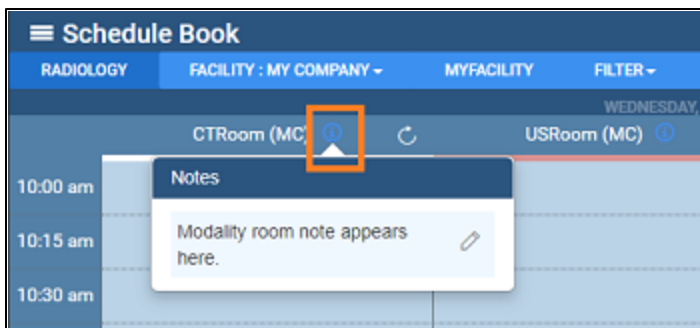 Schedule Book
RADIOLOGY FACILITY : MY COMPANY MYFACILITY FILTER
WEDNESDAY,
CTRoom (MC) USRoom (MC)
Notes
10:00 am
Modality room note appears
10:15 am
here.
10:30 am